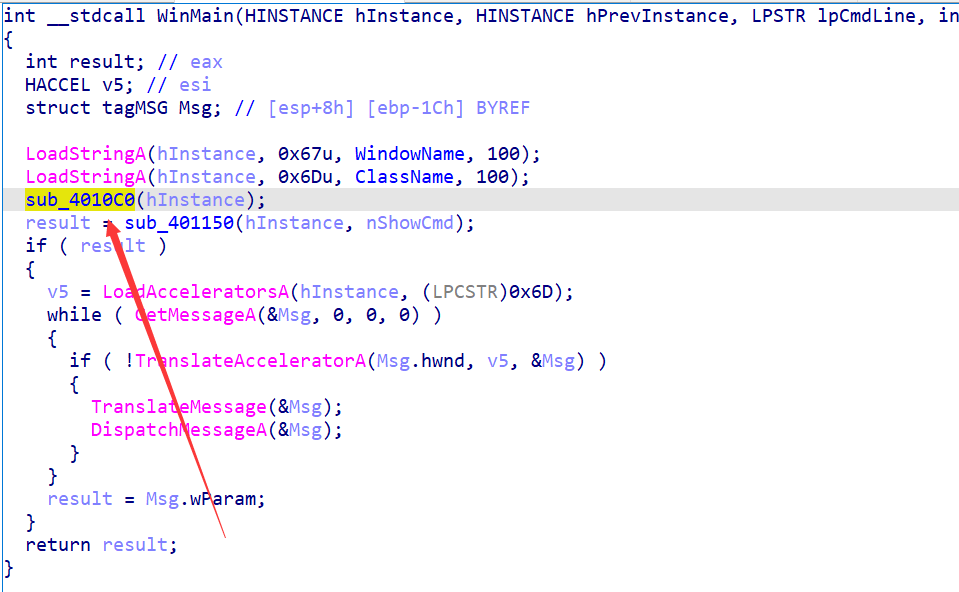 int __stdcall WinMain(HINSTANCE hInstance, HINSTANCE hPrevInstance, LPSTR lpCmdLine, in
{
int result; // eax
HACCEL v5; // esi
struct tagMSG Msg; // [esp+8h] [ebp-1Ch] BYREF
LoadStringA(hInstance, 0x67u, WindowName, 100);
LoadStringA(hInstance, 0x6Du, ClassName, 100);
sub_4010C0(hInstance);
result = sub_401150(hInstance, nShowCmd);
if ( result )
{
v5 = LoadAcceleratorsA(hInstance, (LPCSTR)0x6D);
while ( GetMessageA(&Msg, 0, 0, 0) )
{
if ( !TranslateAcceleratorA(Msg.hwnd, v5, &Msg) )
{
TranslateMessage(&Msg);
DispatchMessageA(&Msg);
}
}
result = Msg.wParam;
}
return result;
}